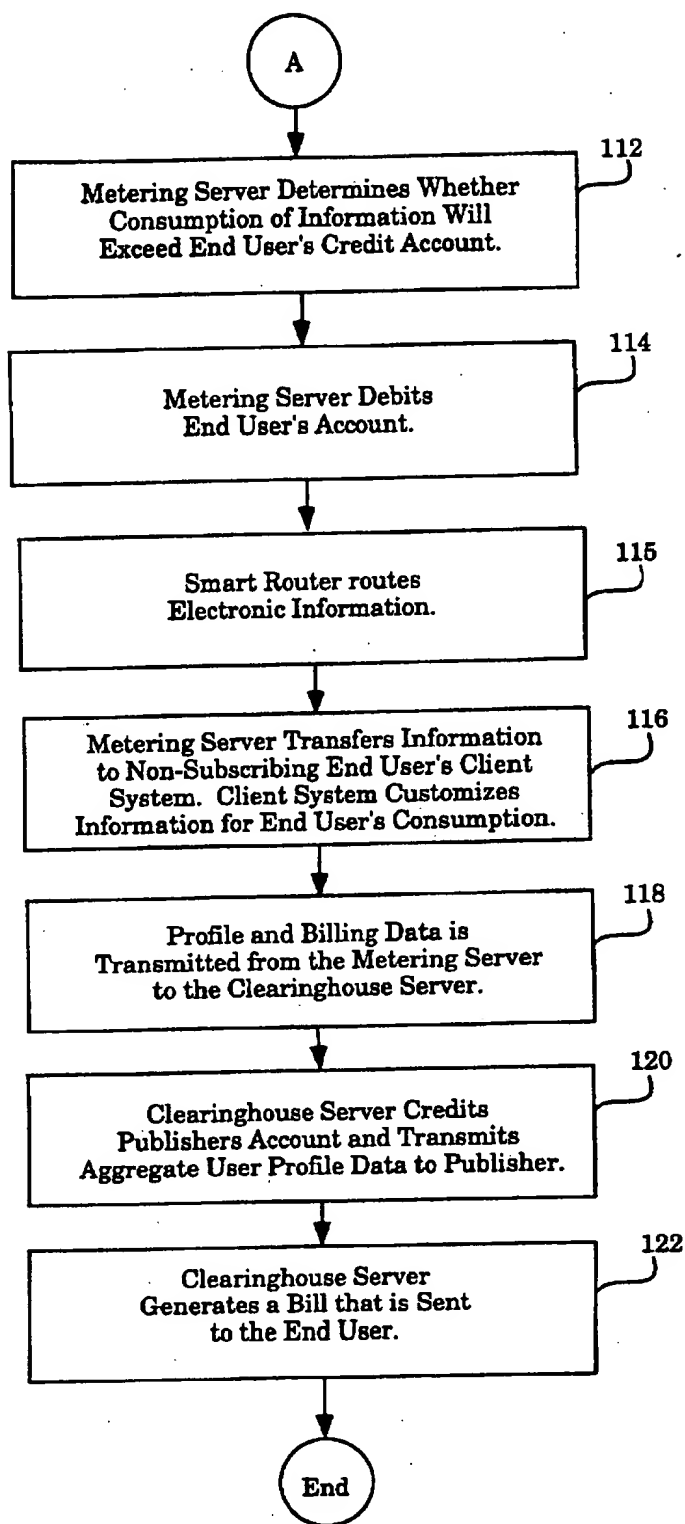 A
112
Metering Server Determines Whether
Consumption of Information Will
Exceed End User's Credit Account.
114
Metering Server Debits
End User's Account.
115
Smart Router routes
Electronic Information.
116
Metering Server Transfers Information
to Non-Subscribing End User's Client
System. Client System Customizes
Information for End User's Consumption.
118
Profile and Billing Data is
Transmitted from the Metering Server
to the Clearinghouse Server.
120
Clearinghouse Server Credits
Publishers Account and Transmits
Aggregate User Profile Data to Publisher.
122
Clearinghouse Server
Generates a Bill that is Sent
to the End User.
End